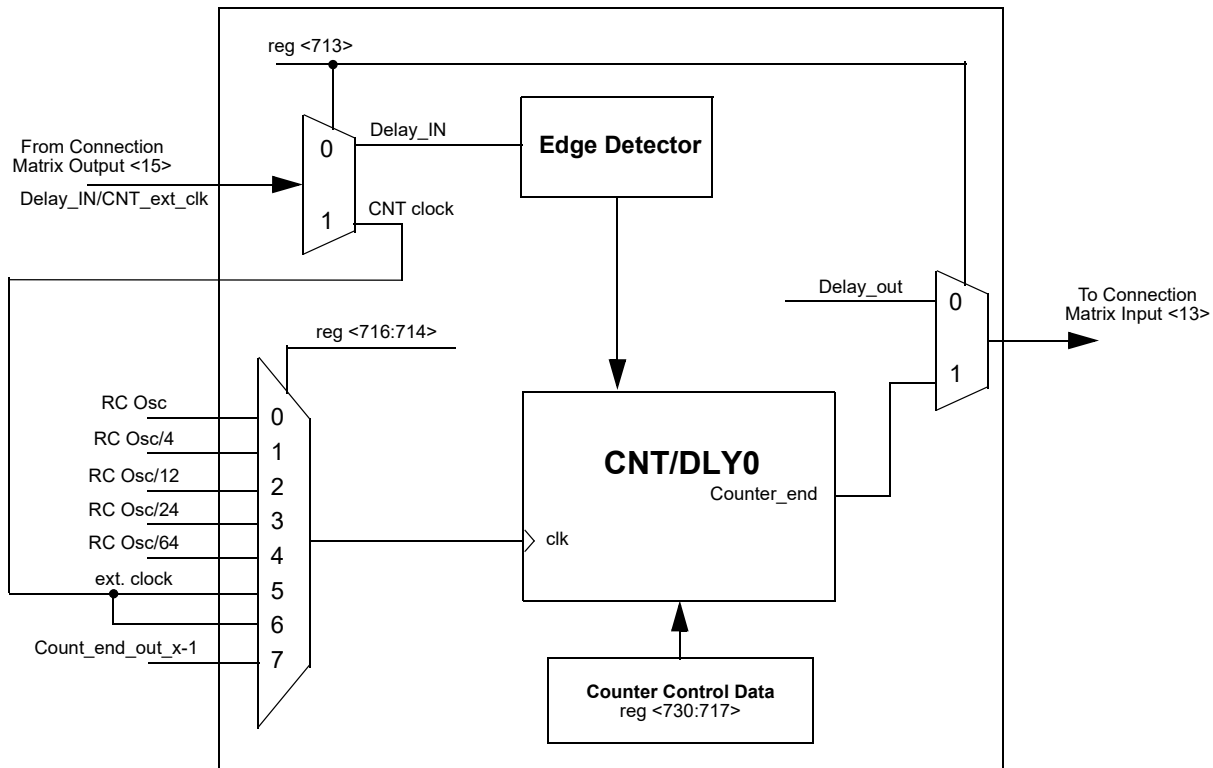 reg <713>
From Connection
Matrix Output <15>
Delay_IN/CNT_ext_clk
0
1
Delay_IN
CNT clock
Edge Detector
Delay_out
0
1
To Connection
Matrix Input <13>
reg <716:714>
RC Osc
RC Osc/4
RC Osc/12
RC Osc/24
RC Osc/64
ext. clock
Count_end_out_x-1
0
1
2
3
4
5
6
7
CNT/DLY0
Counter_end
clk
Counter Control Data
reg <730:717>